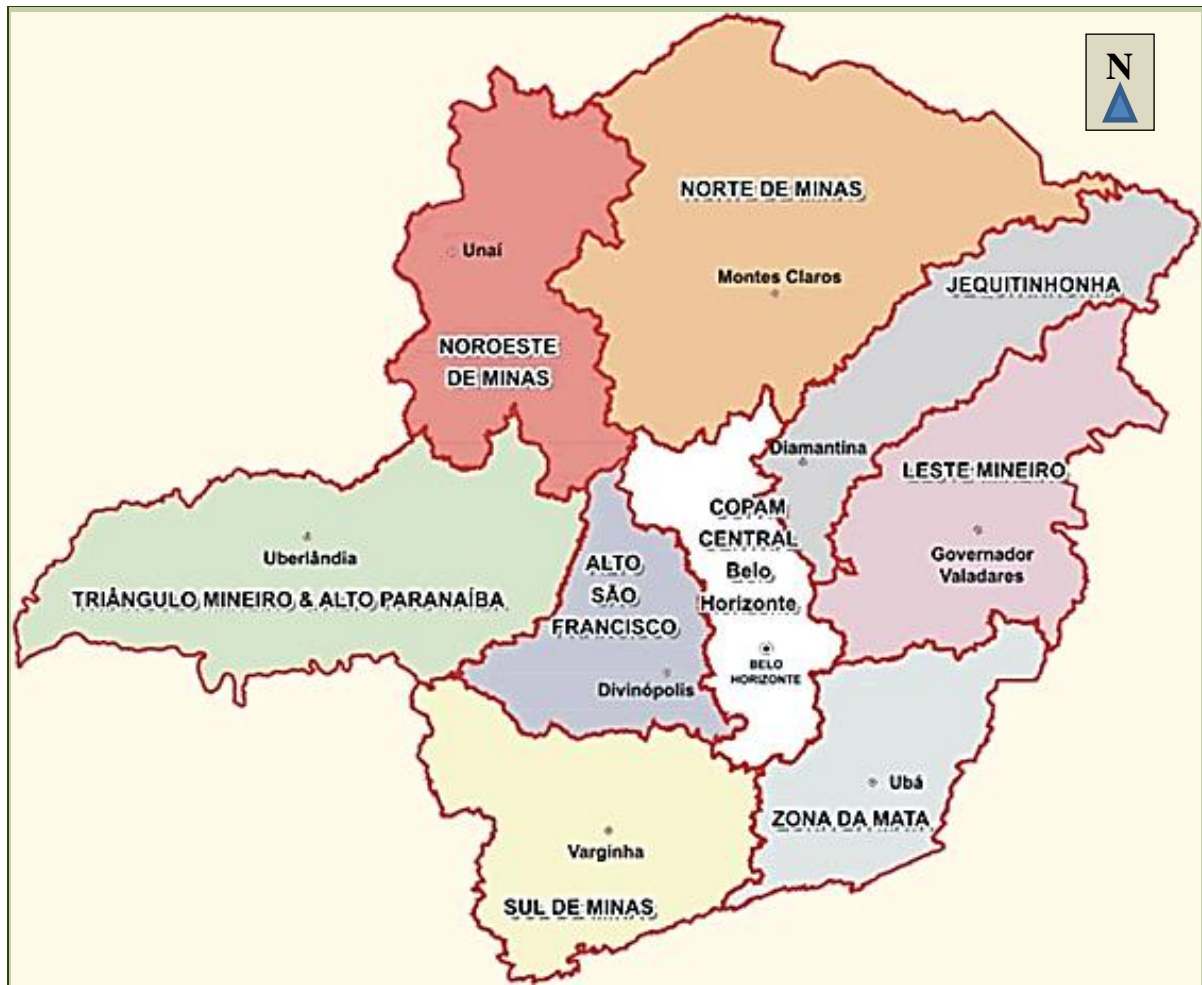 N
NORTE DE MINAS
Unaí
Montes Claros
JEQUITINHONHA
NOROESTE
DE MINAS
Diamantina
LESTE MINEIRO
COPAM
CENTRAL
Belo
Horizonte
Uberlândia
TRIÂNGULO MINEIRO & ALTO PARANAÍBA
ALTO
SÃO
FRANCISCO
Governador
Valadares
BELO
HORIZONTE
Divinópolis
Ubá
ZONA DA MATA
Varginha
SUL DE MINAS